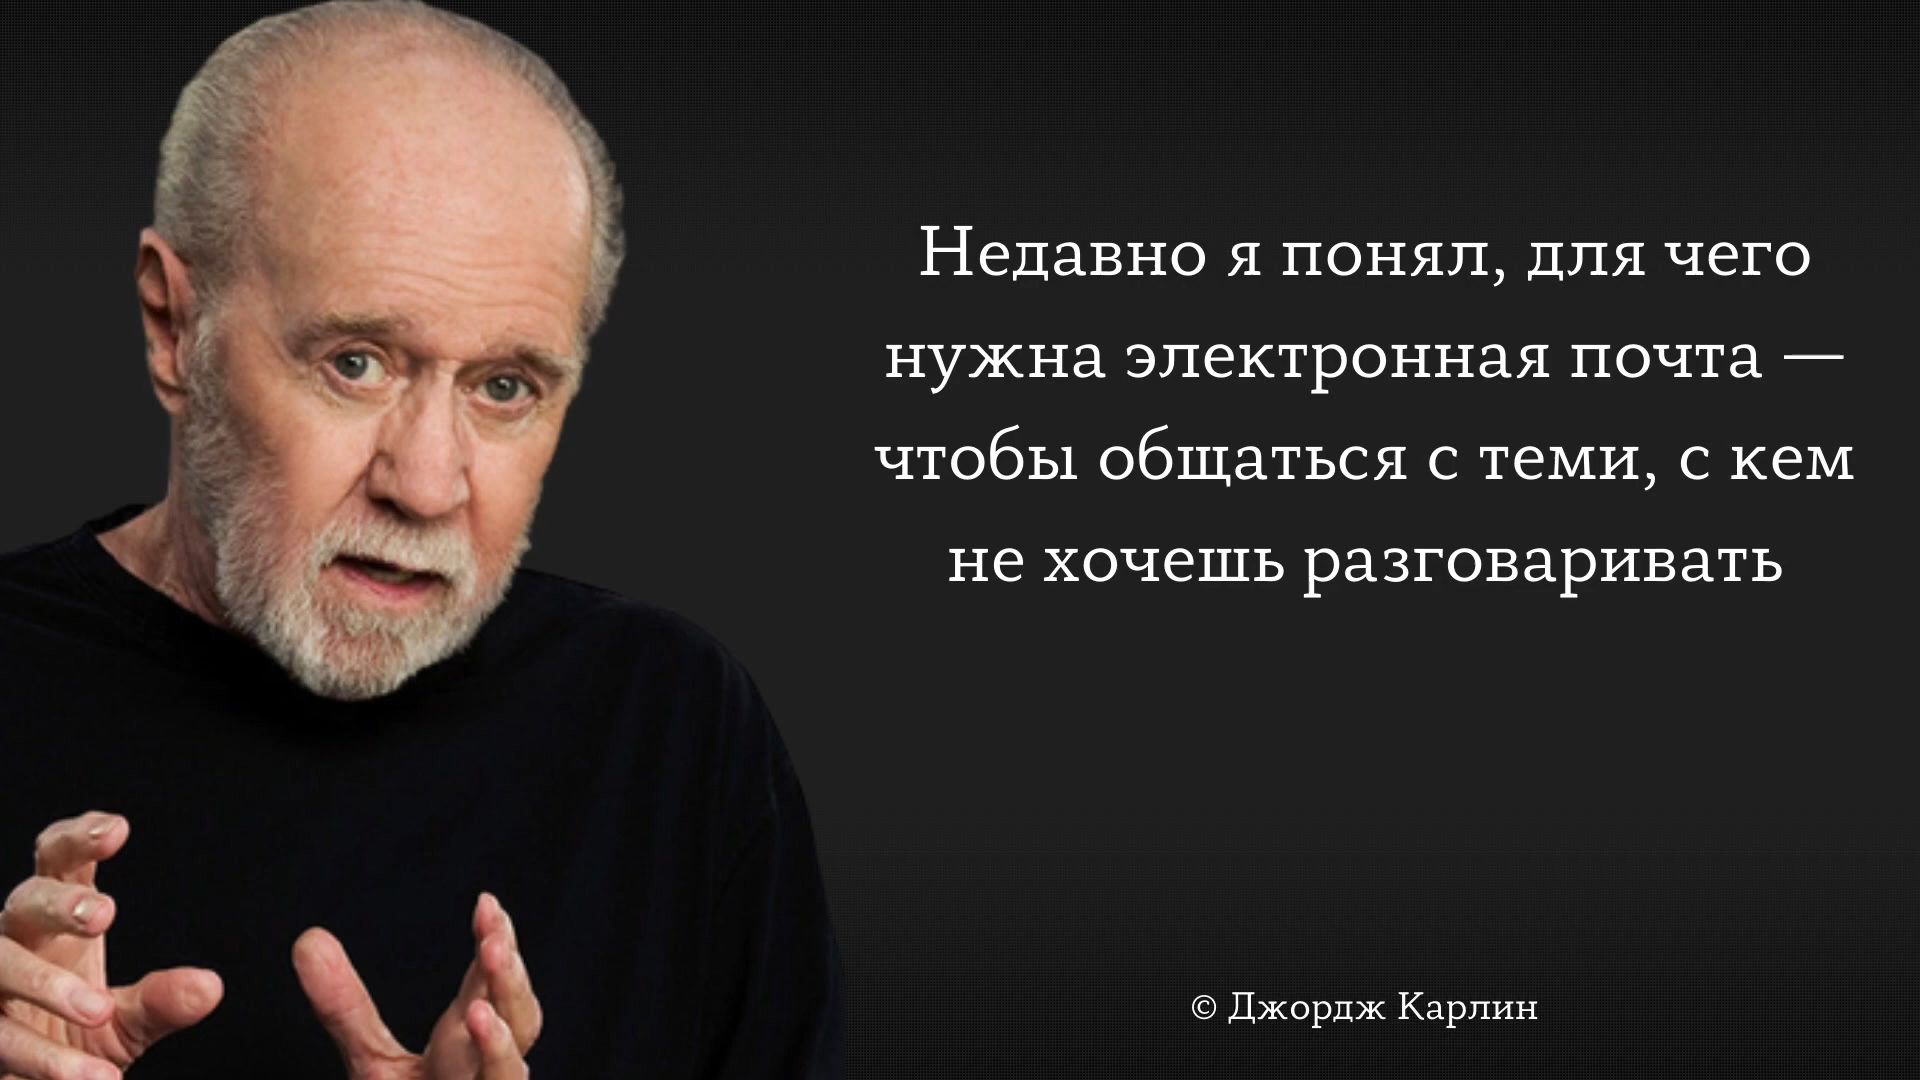 Недавно я понял, для чего
нужна электронная почта —
чтобы общаться с теми, с кем
не хочешь разговаривать
© Джордж Карлин